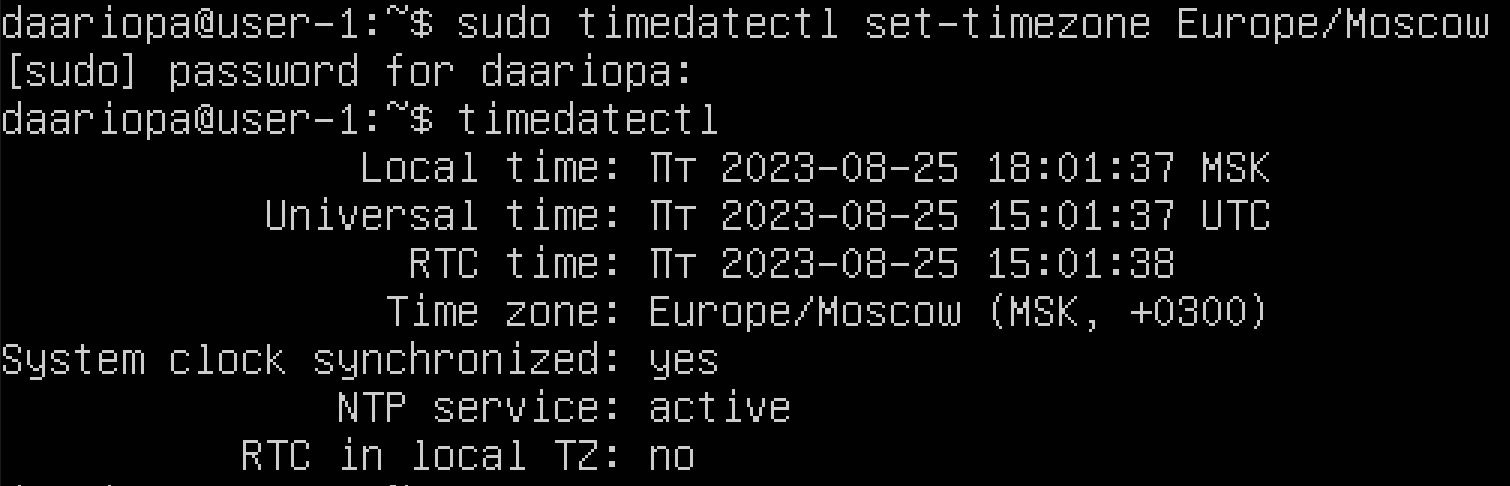 daariopa@user-1:~$ sudo timedatectl set-timezone Europe/Moscow
[sudo] password for daariopa:
daariopa@user-1:~$ timedatectl
Local time: Пт 2023-08-25 18:01:37 MSK
Universal time: Пт 2023-08-25 15:01:37 UTC
RTC time: Пт 2023-08-25 15:01:38
Time zone: Europe/Moscow (MSK, +0300)
System clock synchronized: yes
NTP service: active
RTC in local TZ: no